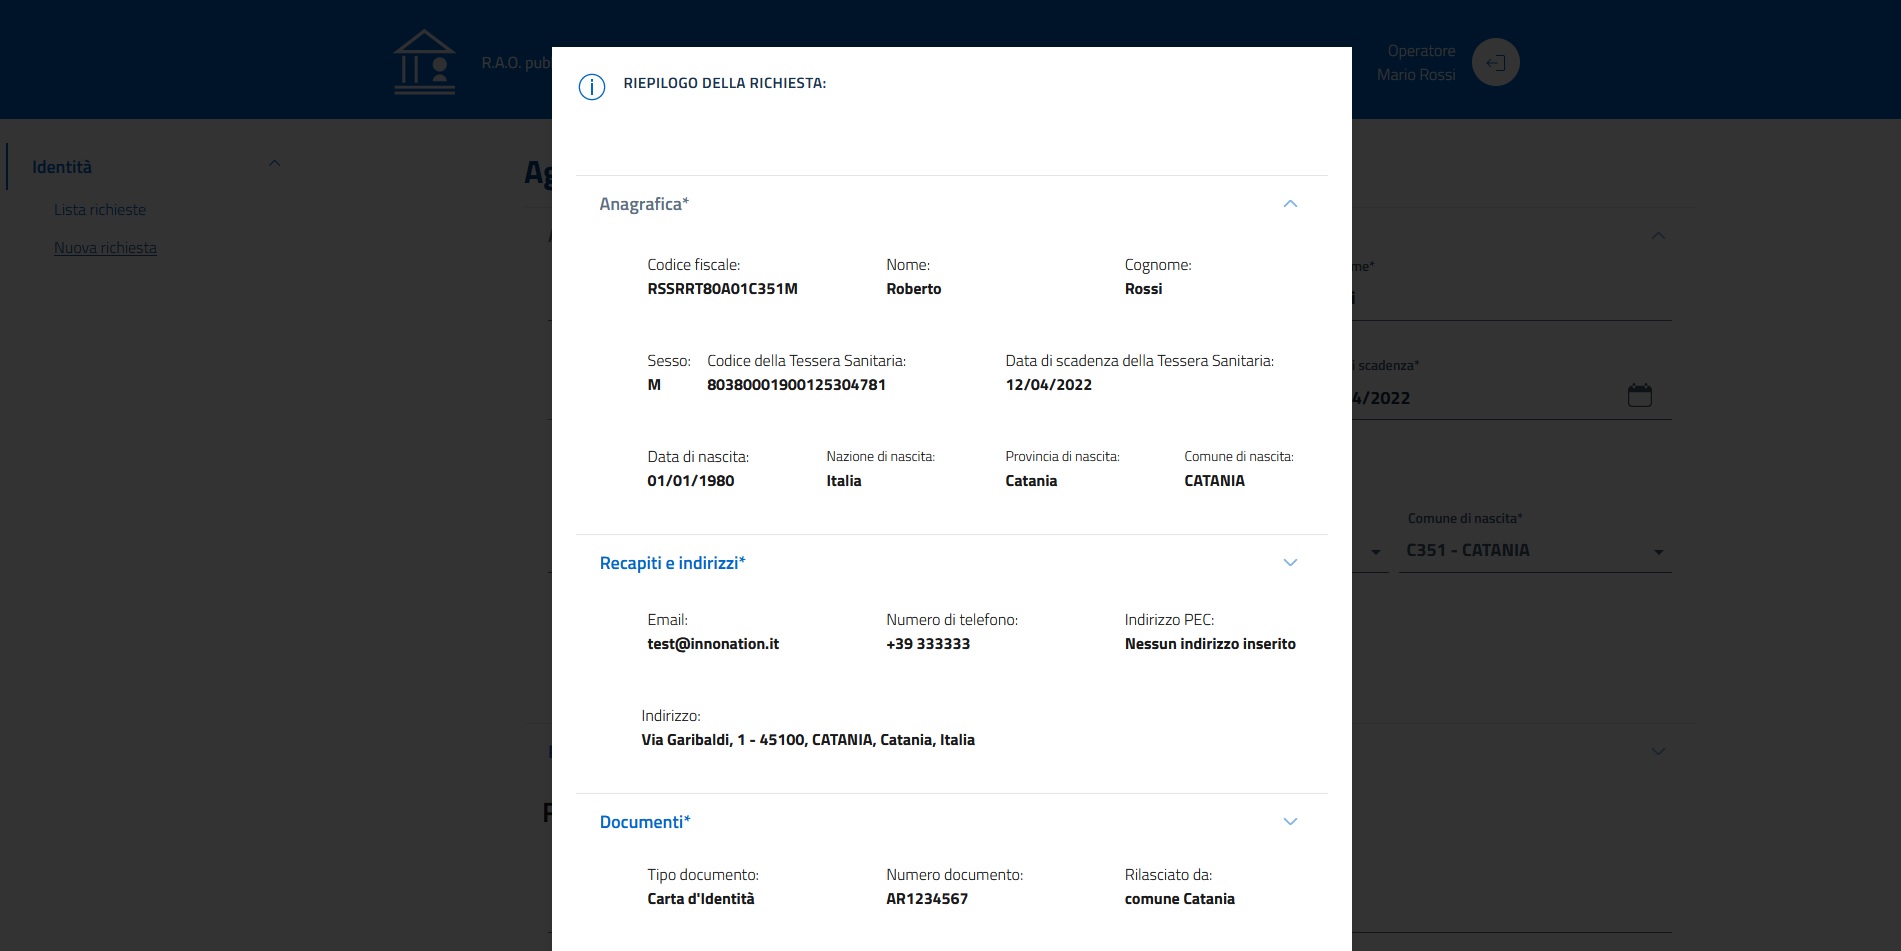 R.A.O. pub
Operatore
Mario Rossi
Identità
Lista richieste
Nuova richiesta
RIEPILOGO DELLA RICHIESTA:
Anagrafica*
Codice fiscale: Nome: Cognome:
RSSRRT80A01C351M Roberto Rossi
Sesso: Codice della Tessera Sanitaria: Data di scadenza della Tessera Sanitaria:
M 80380001900125304781 12/04/2022
Data di nascita: Nazione di nascita: Provincia di nascita: Comune di nascita:
01/01/1980 Italia Catania CATANIA
Recapiti e indirizzi*
Email: Numero di telefono: Indirizzo PEC:
test@innonation.it +39 333333 Nessun indirizzo inserito
Indirizzo:
Via Garibaldi, 1 - 45100, CATANIA, Catania, Italia
Documenti*
Tipo documento: Numero documento: Rilasciato da:
Carta d'Identità AR1234567 comune Catania
Ag
me*
i
i scadenza*
4/2022
Comune di nascita*
C351 - CATANIA